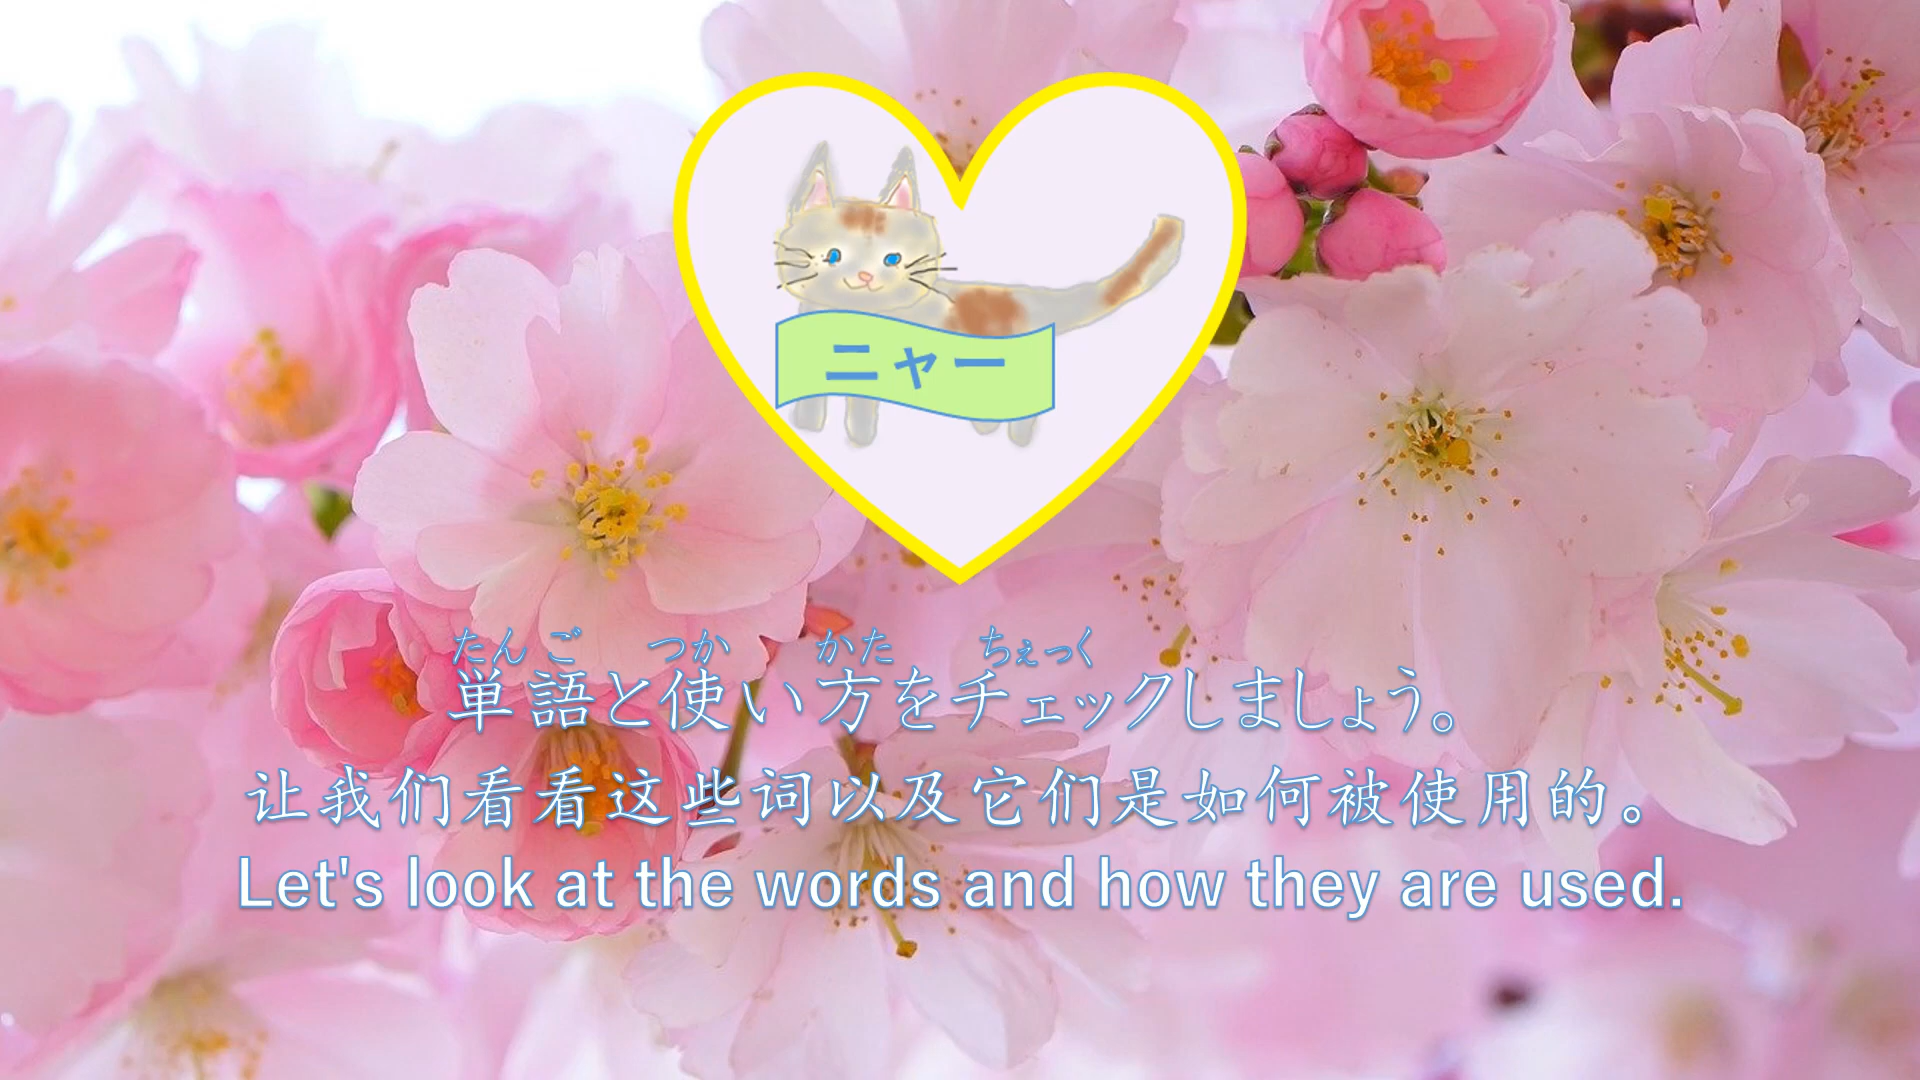 ニャー
たんご つか かた ちぇっく
単語と使い方をチェックしましょう。
让我们看看这些词以及它们是如何被使用的。
Let's look at the words and how they are used.